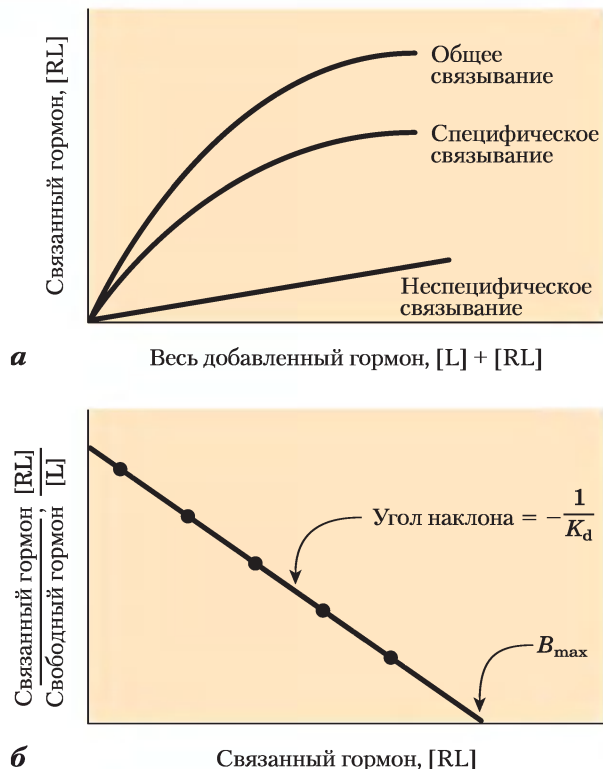 Связанный гормон, [RL]
Общее
связывание
Специфическое
связывание
Неспецифическое
связывание
а
Весь добавленный гормон, [L] + [RL]
Связанный гормон [RL]
Свободный гормон , [L]
Угол наклона = − 1
Kd
Bmax
б
Связанный гормон, [RL]